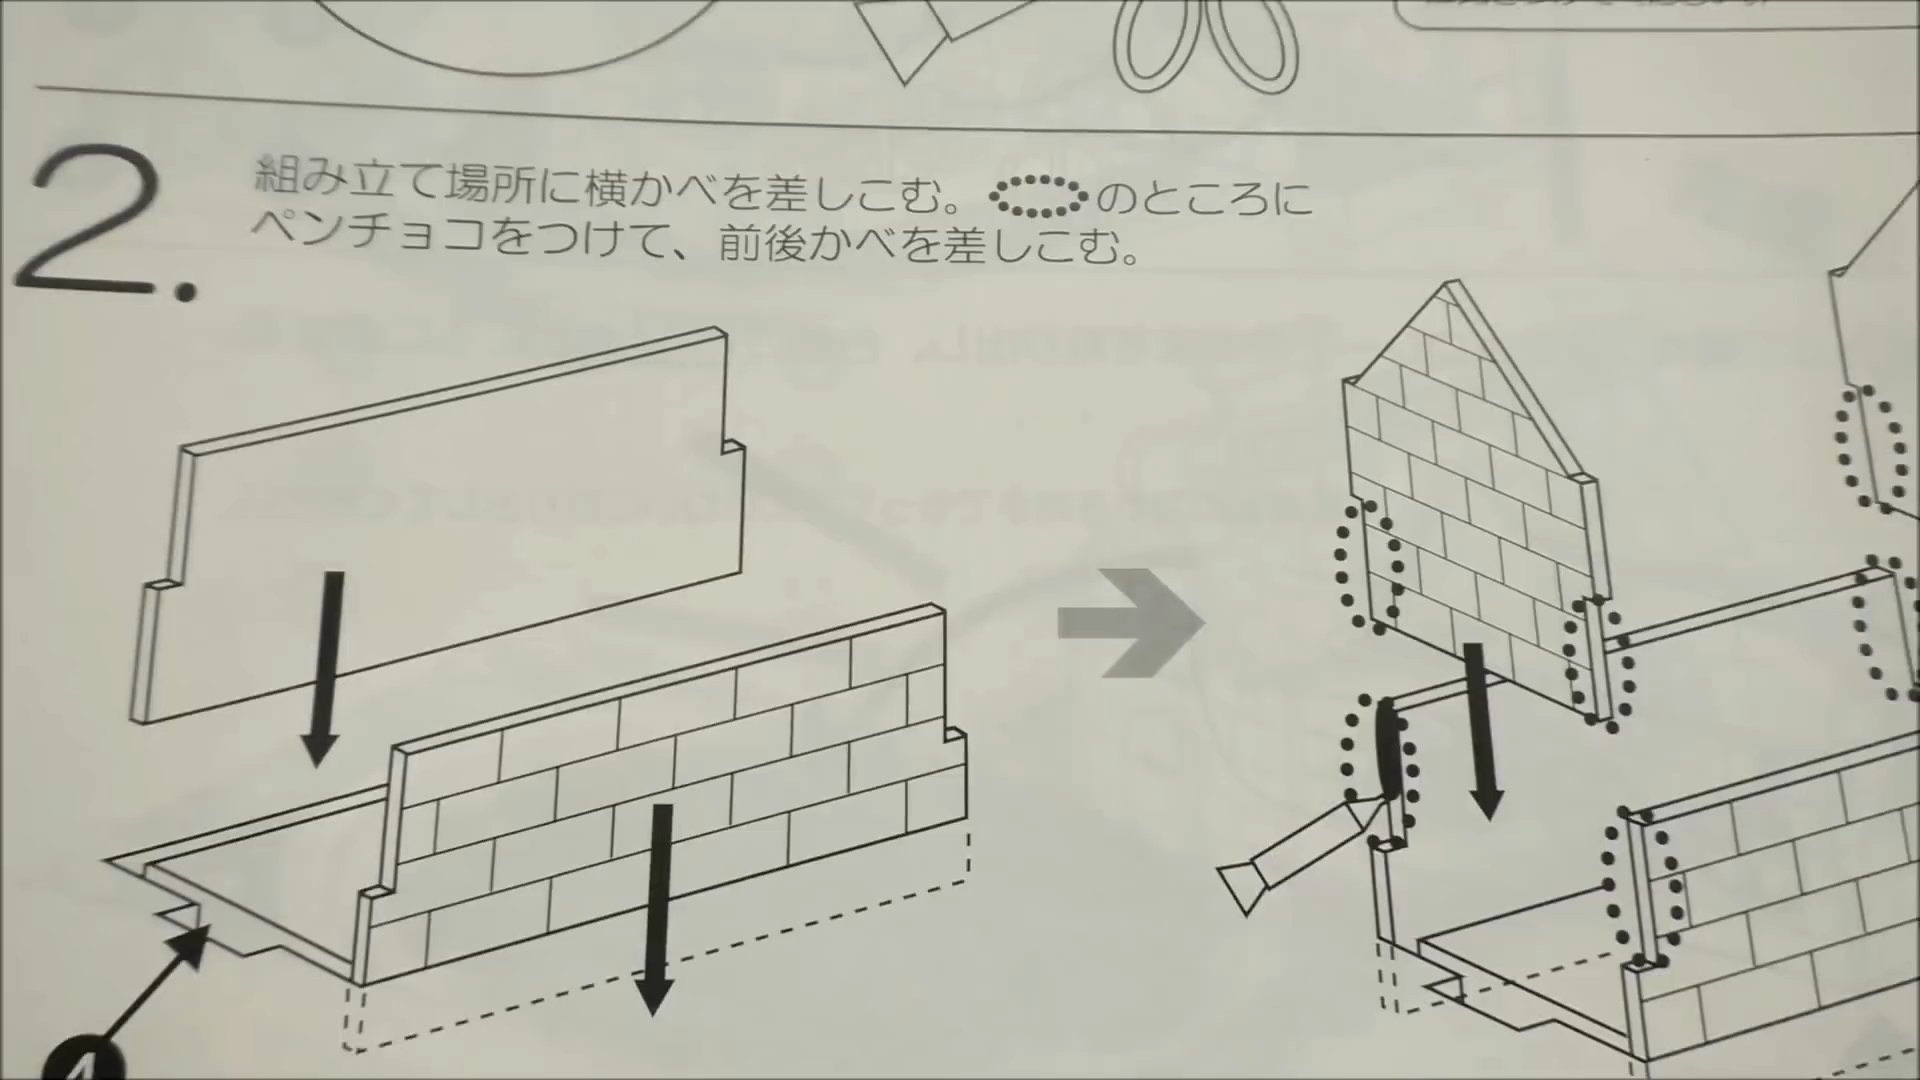 2.
組み立て場所に横かべを差しこむ。 のところに
ペンチョコをつけて、前後かべを差しこむ。